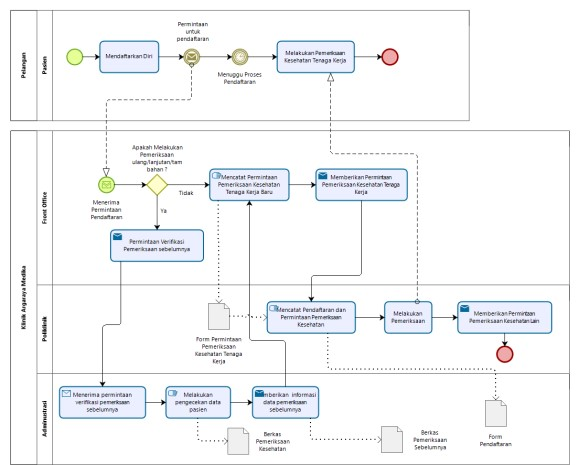 Pelangan
Pasien
Mendaftarkan Diri
Permintaan
untuk
pendaftaran
Menuggu Proses
Pendaftaran
Melakukan Pemeriksaan
Kesehatan Tenaga Kerja
Klinik Argaraya Medika
Front Office
Menerima
Permintaan
Pendaftaran
Apakah Melakukan
Pemeriksaan
ulang/lanjutan/tam
bahan ?
Tidak
Ya
Mencatat Permintaan
Pemeriksaan Kesehatan
Tenaga Kerja Baru
Memberikan Permintaan
Pemeriksaan Kesehatan Tenaga
Kerja
Permintaan Verifikasi
Pemeriksaan sebelumnya
Poliklinik
Form Permintaan
Pemeriksaan
Kesehatan Tenaga
Kerja
Mencatat Pendaftaran dan
Permintaan Pemeriksaan
Kesehatan
Melakukan
Pemeriksaan
Memberikan Permintaan
Pemeriksaan Kesehatan Lain
Adminustrasi
Menerima permintaan
verifikasi pemeriksaan
sebelumnya
Melakukan
pengecekan data
pasien
emberikan informasi
data pemeriksaan
sebelumnya
Berkas
Pemeriksaan
Kesehatan
Berkas
Pemeriksaan
Sebelumnya
Form
Pendaftaran